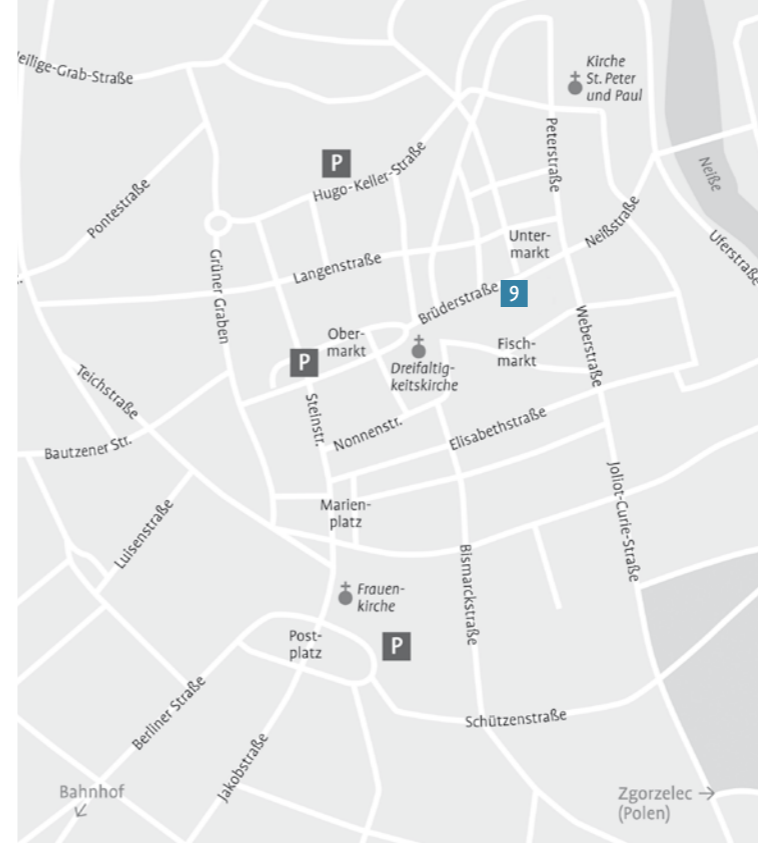 Kirche
St. Peter
und Paul
eilige-Grab-Straße
P
Hugo-Keller-Straße
Peterstraße
Neiße
Pontestraße
Neißstraße
Uferstraße
Unter-
markt
Grüner Graben
Langenstraße
Brüderstraße
9
Weberstraße
Ober-
markt
Fisch-
markt
P
Dreifaltig-
keitskirche
Teichstraße
Steinstr.
Nonnenstr.
Elisabethstraße
Bautzener Str.
Marien-
platz
Luisenstraße
Joliot-Curie-Straße
Bismarckstraße
Frauen-
kirche
Post-
platz
P
Berliner Straße
Schützenstraße
Jakobstraße
Bahnhof
↙
Zgorzelec →
(Polen)